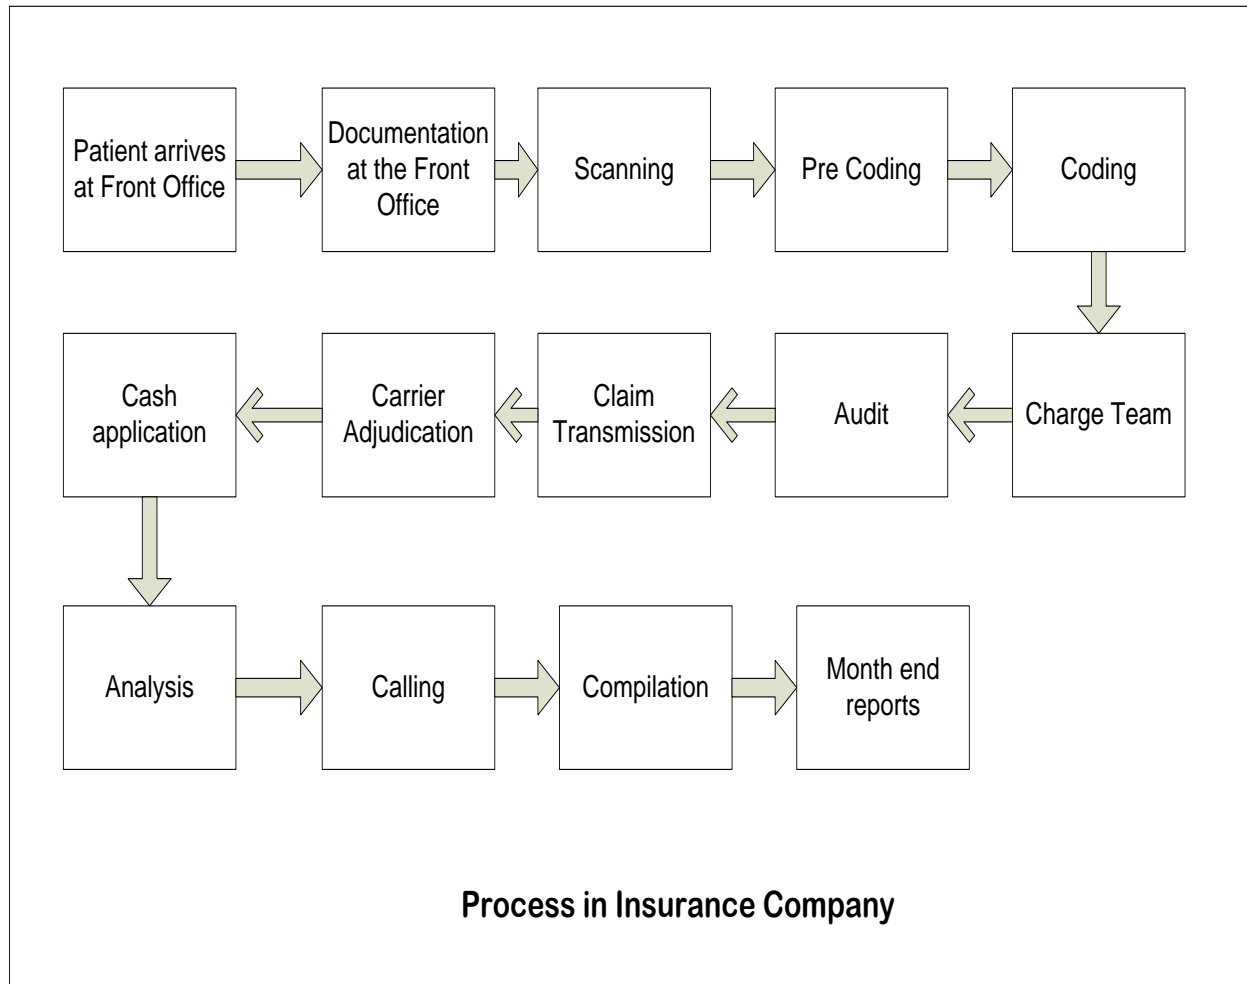 Patient arrives
at Front Office
Documentation
at the Front
Office
Scanning
Pre Coding
Coding
Charge Team
Audit
Claim
Transmission
Carrier
Adjudication
Cash
application
Analysis
Calling
Compilation
Month end
reports
Process in Insurance Company